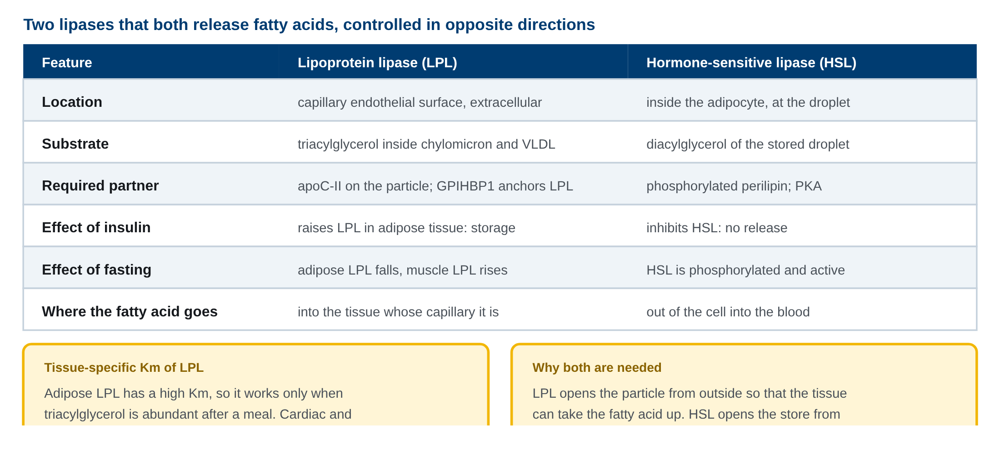 Two lipases that both release fatty acids, controlled in opposite directions
Feature Lipoprotein lipase (LPL) Hormone-sensitive lipase (HSL)
Location capillary endothelial surface, extracellular inside the adipocyte, at the droplet
Substrate triacylglycerol inside chylomicron and VLDL diacylglycerol of the stored droplet
Required partner apoC-II on the particle; GPIHBP1 anchors LPL phosphorylated perilipin; PKA
Effect of insulin raises LPL in adipose tissue: storage inhibits HSL: no release
Effect of fasting adipose LPL falls, muscle LPL rises HSL is phosphorylated and active
Where the fatty acid goes into the tissue whose capillary it is out of the cell into the blood
Tissue-specific Km of LPL
Adipose LPL has a high Km, so it works only when
triacylglycerol is abundant after a meal. Cardiac and
Why both are needed
LPL opens the particle from outside so that the tissue
can take the fatty acid up. HSL opens the store from